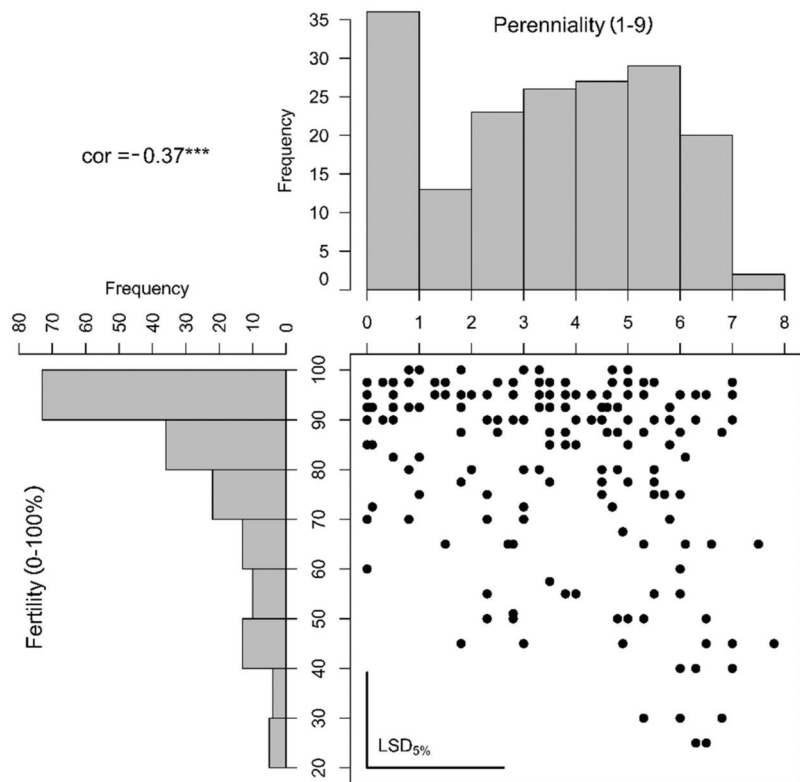 Perenniality (1-9)
Frequency
35
30
25
20
15
10
5
0
cor =-0.37***
Frequency
80 70 60 50 40 30 20 10 0
0 1 2 3 4 5 6 7 8
Fertility (0-100%)
100
90
80
70
60
50
40
30
20
LSD5%